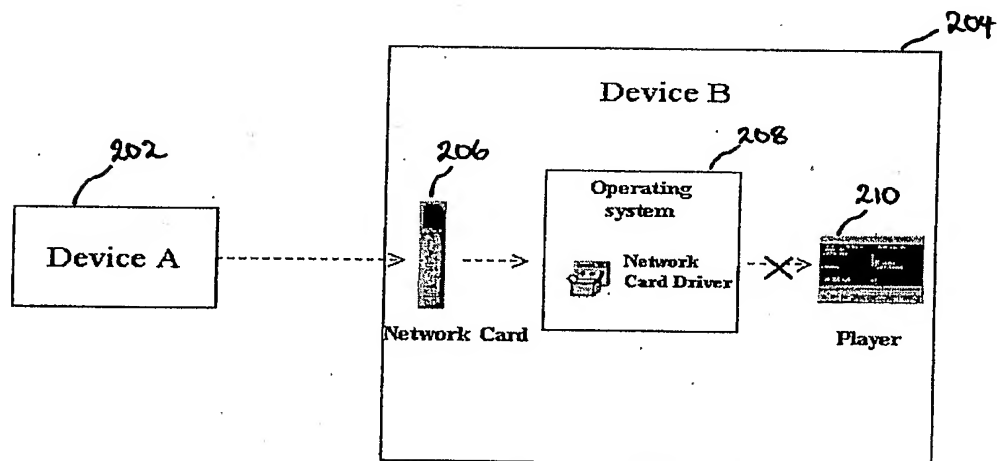 204
Device B
202
206
208
Operating
system
210
Device A
Network
Card Driver
Network Card
Player